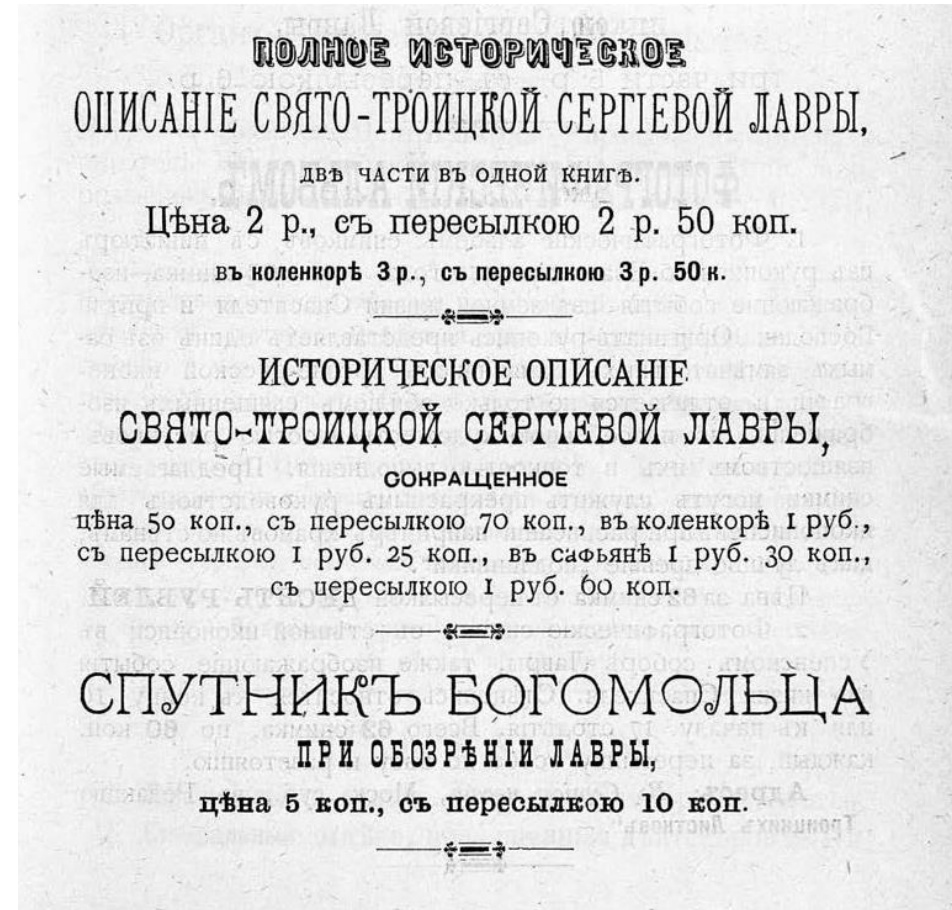 ПОЛНОЕ ИСТОРИЧЕСКОЕ
ОПИСАНІЕ СВЯТО-ТРОИЦКОЙ СЕРГІЕВОЙ ЛАВРЫ,
ДВѢ ЧАСТИ ВЪ ОДНОЙ КНИГѢ.
Цѣна 2 р., съ пересылкою 2 р. 50 коп.
въ коленкорѣ 3 р., съ пересылкою 3 р. 50 к.
ИСТОРИЧЕСКОЕ ОПИСАНІЕ
СВЯТО-ТРОИЦКОЙ СЕРГІЕВОЙ ЛАВРЫ,
СОКРАЩЕННОЕ
цѣна 50 коп., съ пересылкою 70 коп., въ коленкорѣ 1 руб.,
съ пересылкою 1 руб. 25 коп., въ сафьянѣ 1 руб. 30 коп.,
съ пересылкою 1 руб. 60 коп.
СПУТНИКЪ БОГОМОЛЬЦА
ПРИ ОБОЗРѢНІИ ЛАВРЫ,
цѣна 5 коп., съ пересылкою 10 коп.